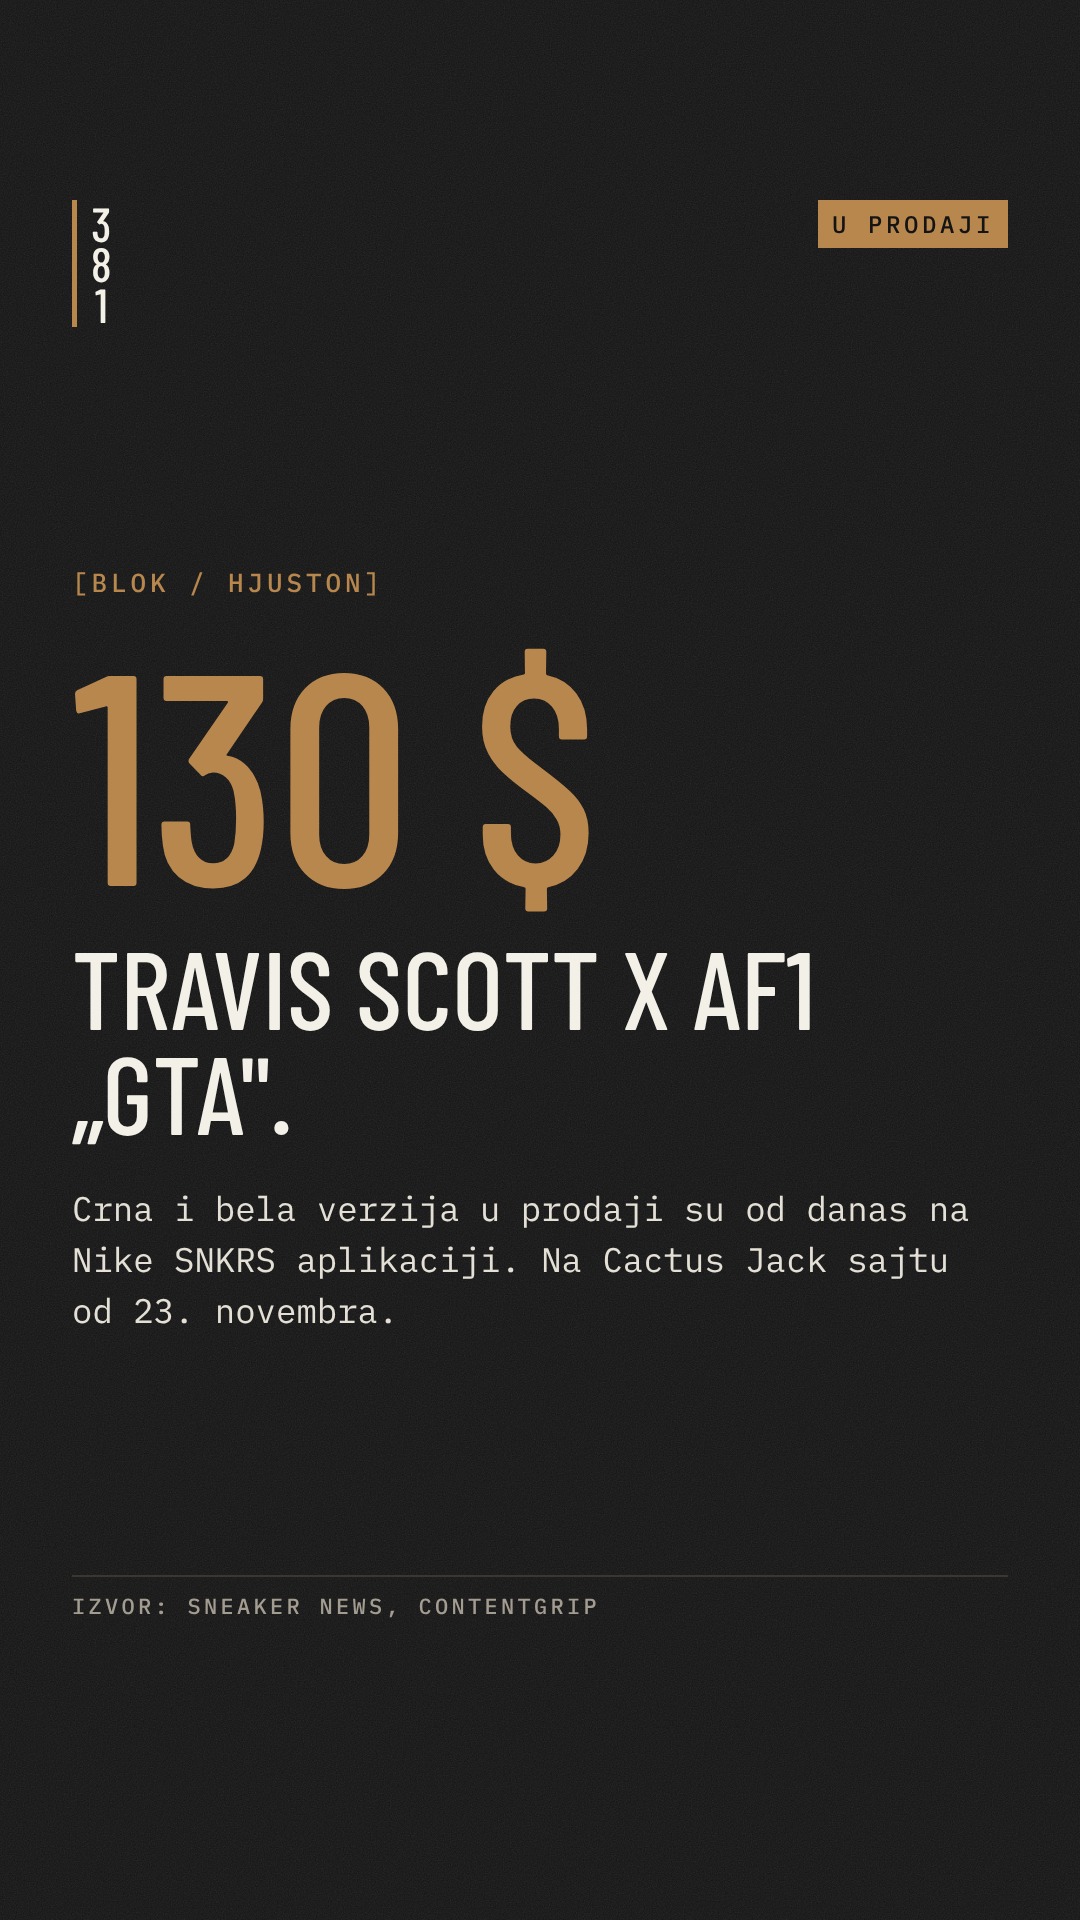 3
8
1
U PRODAJI
[BLOK / HJUSTON]
130 $
TRAVIS SCOTT X AF1
„GTA".
Crna i bela verzija u prodaji su od danas na
Nike SNKRS aplikaciji. Na Cactus Jack sajtu
od 23. novembra.
IZVOR: SNEAKER NEWS, CONTENTGRIP